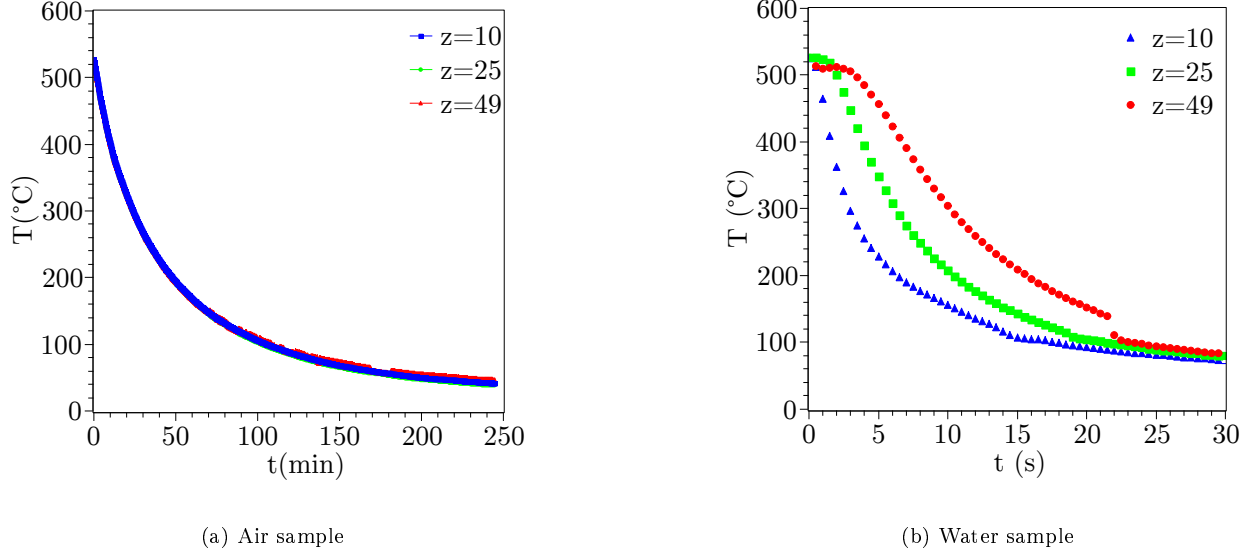 600
500
400
300
200
100
0
T(°C)
z=10
z=25
z=49
0 50 100 150 200 250
t(min)
(a) Air sample
600
500
400
300
200
100
0
T (°C)
z=10
z=25
z=49
0 5 10 15 20 25 30
t (s)
(b) Water sample